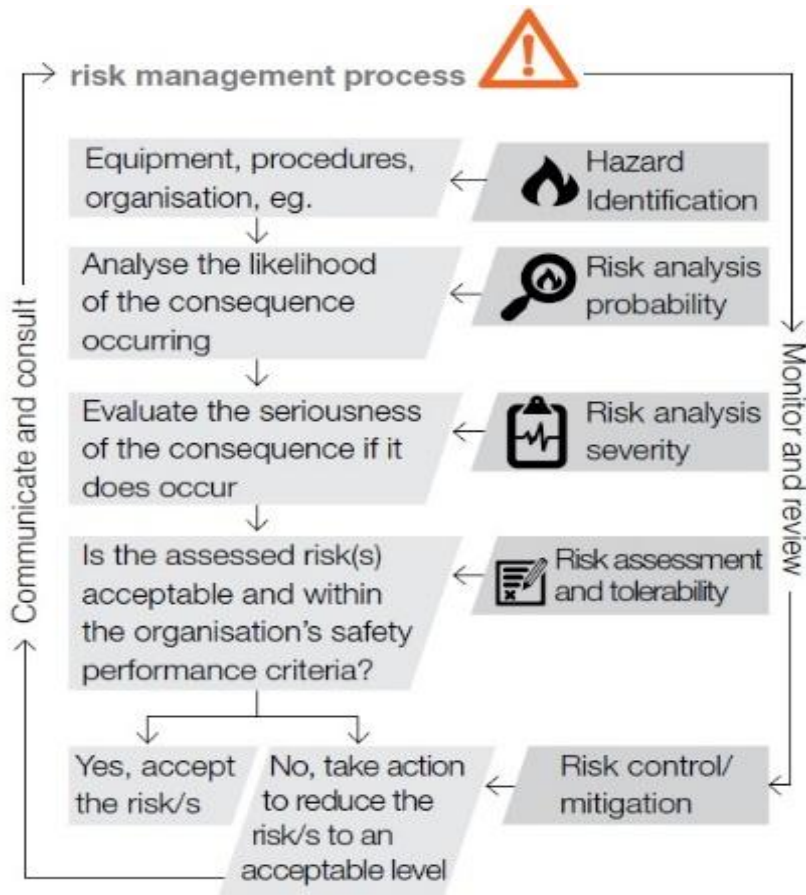 risk management process
Equipment, procedures,
organisation, eg.
Hazard
Identification
Analyse the likelihood
of the consequence
occurring
Risk analysis
probability
Evaluate the seriousness
of the consequence if it
does occur
Risk analysis
severity
Is the assessed risk(s)
acceptable and within
the organisation's safety
performance criteria?
Risk assessment
and tolerability
Yes, accept
the risk/s
No, take action
to reduce the
risk/s to an
acceptable level
Risk control/
mitigation
Communicate and consult
Monitor and review